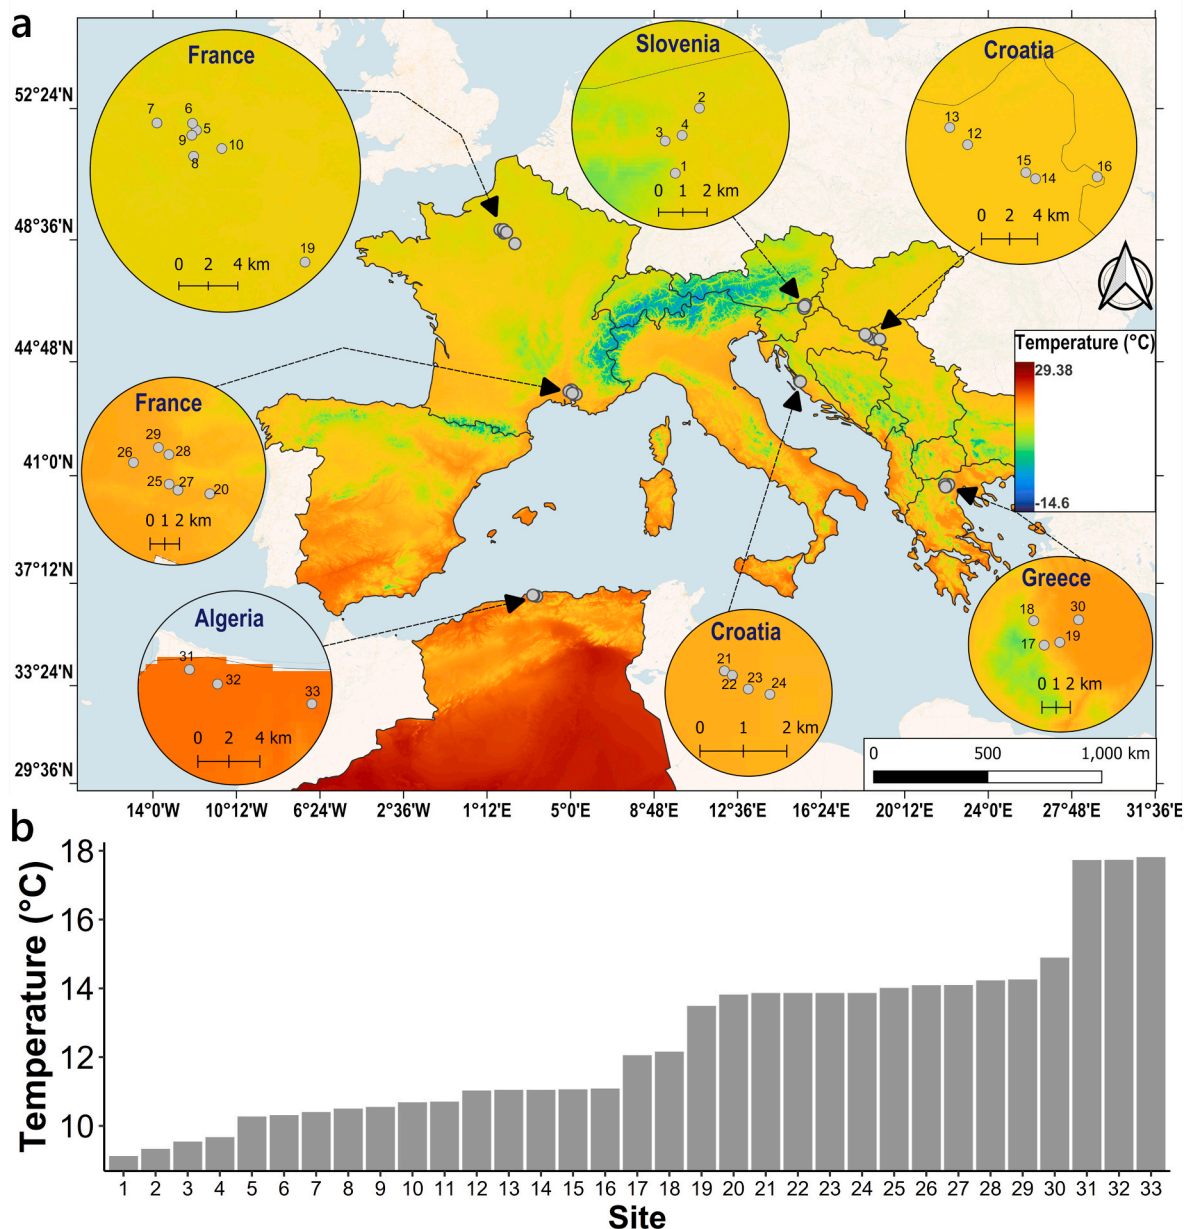 a
France
7
6
5
9
10
8
19
0 2 4 km
Slovenia
2
4
3
1
0 1 2 km
Croatia
13
12
15
14
16
0 2 4 km
52°24'N
48°36'N
44°48'N
41°0'N
37°12'N
33°24'N
29°36'N
Temperature (°C)
29.38
-14.6
France
29
28
26
25
27
20
0 1 2 km
Algeria
31
32
33
0 2 4 km
Croatia
21
22
23
24
0 1 2 km
Greece
18
30
17
19
0 1 2 km
0 500 1,000 km
14°0'W 10°12'W 6°24'W 2°36'W 1°12'E 5°0'E 8°48'E 12°36'E 16°24'E 20°12'E 24°0'E 27°48'E 31°36'E
b
Temperature (°C)
18
16
14
12
10
1 2 3 4 5 6 7 8 9 10 11 12 13 14 15 16 17 18 19 20 21 22 23 24 25 26 27 28 29 30 31 32 33
Site